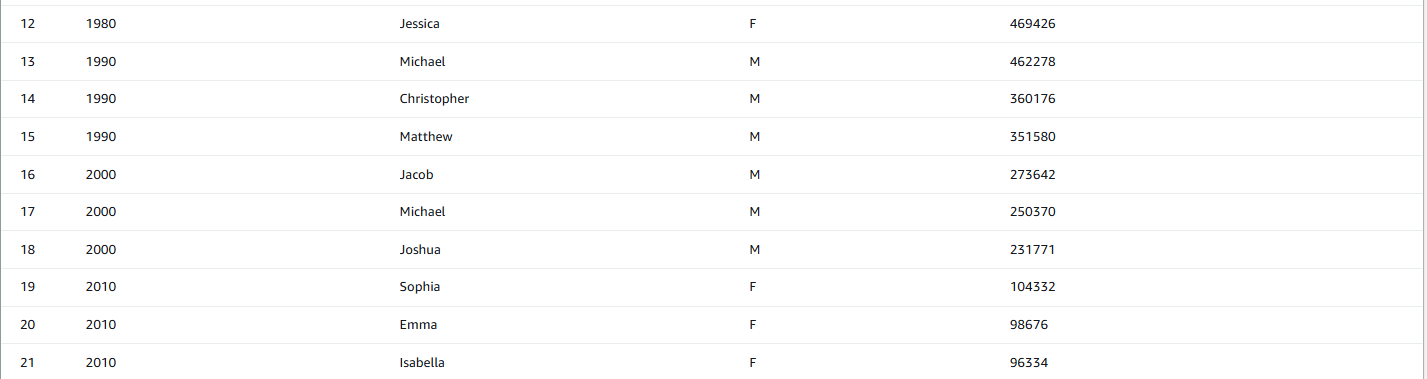 12 1980 Jessica F 469426
13 1990 Michael M 462278
14 1990 Christopher M 360176
15 1990 Matthew M 351580
16 2000 Jacob M 273642
17 2000 Michael M 250370
18 2000 Joshua M 231771
19 2010 Sophia F 104332
20 2010 Emma F 98676
21 2010 Isabella F 96334